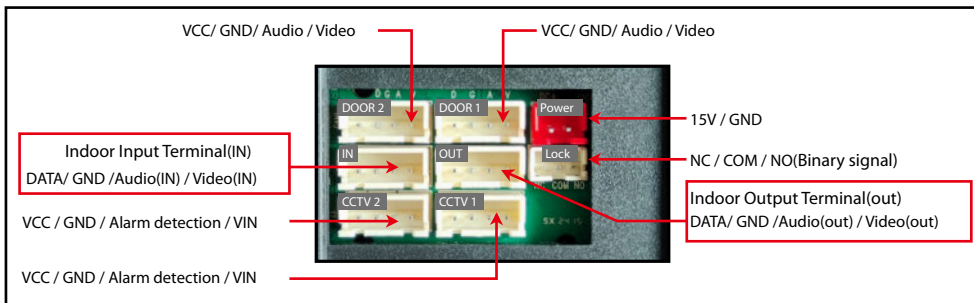 VCC/ GND/ Audio / Video
VCC/ GND/ Audio / Video
D G A V
D G A V
DOOR 2
DOOR 1
Power
15V / GND
Indoor Input Terminal(IN)
DATA/ GND /Audio(IN) / Video(IN)
IN
OUT
Lock
NC / COM / NO(Binary signal)
COM NO
Indoor Output Terminal(out)
DATA/ GND /Audio(out) / Video(out)
CCTV 2
CCTV 1
VCC / GND / Alarm detection / VIN
VCC / GND / Alarm detection / VIN